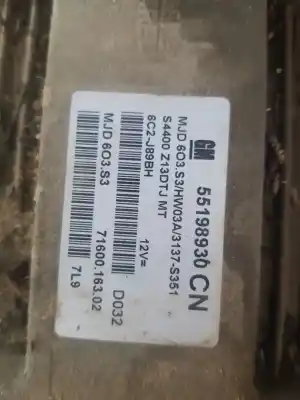 GM 55198930 CN
MJD 6O3.S3/HW03A/3137-S351
S4400 Z13DTJ MT
6C2-J89BH
12V=
D032
MJD 6O3.S3
71600.163.02
7L9